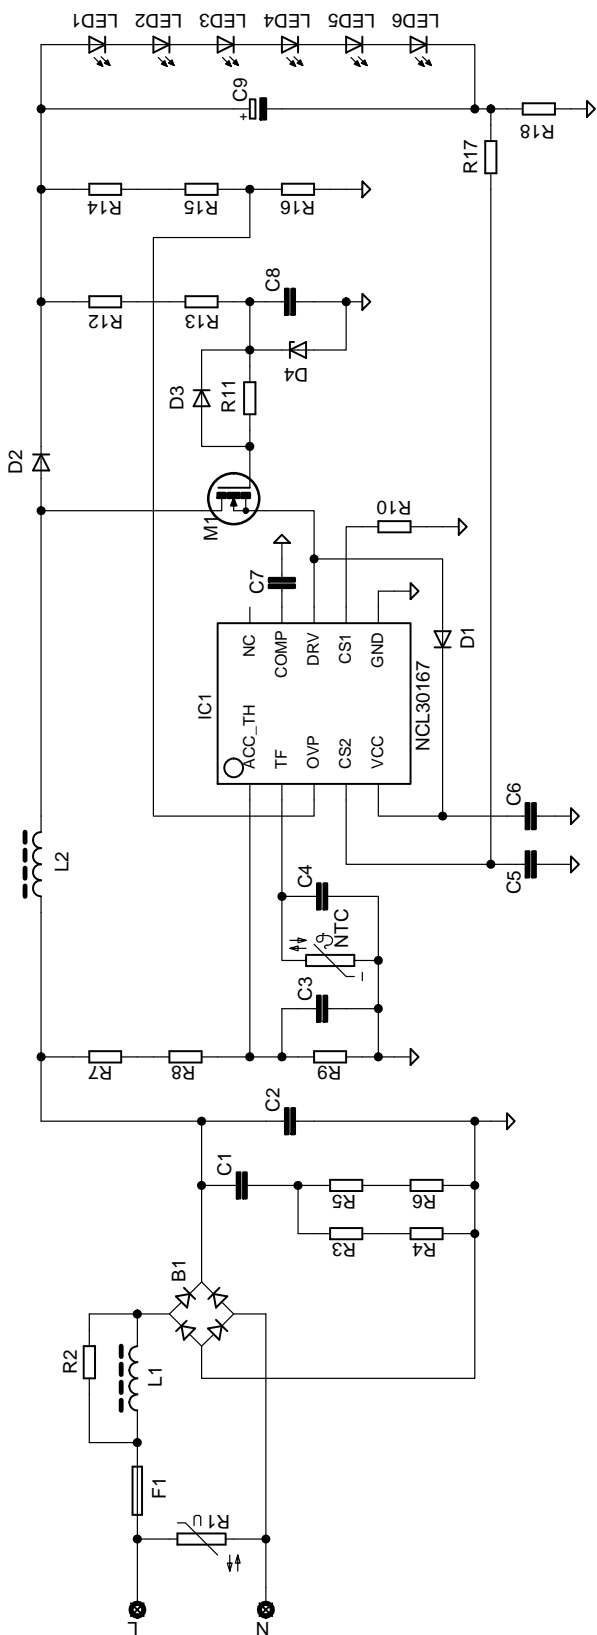 LED1
LED2
LED3
LED4
LED5
LED6
C9
+
R18
R17
R14
R15
R16
R12
R13
C8
D3
R11
D4
D2
M1
R10
C7
D1
IC1
NC
COMP
DRV
CS1
GND
ACC_TH
TF
OVP
CS2
VCC
NCL30167
L2
C6
C5
C4
NTC
ϑ
C3
R7
R8
R9
C2
C1
R5
R6
R3
R4
B1
R2
L1
F1
R1
U
L
N